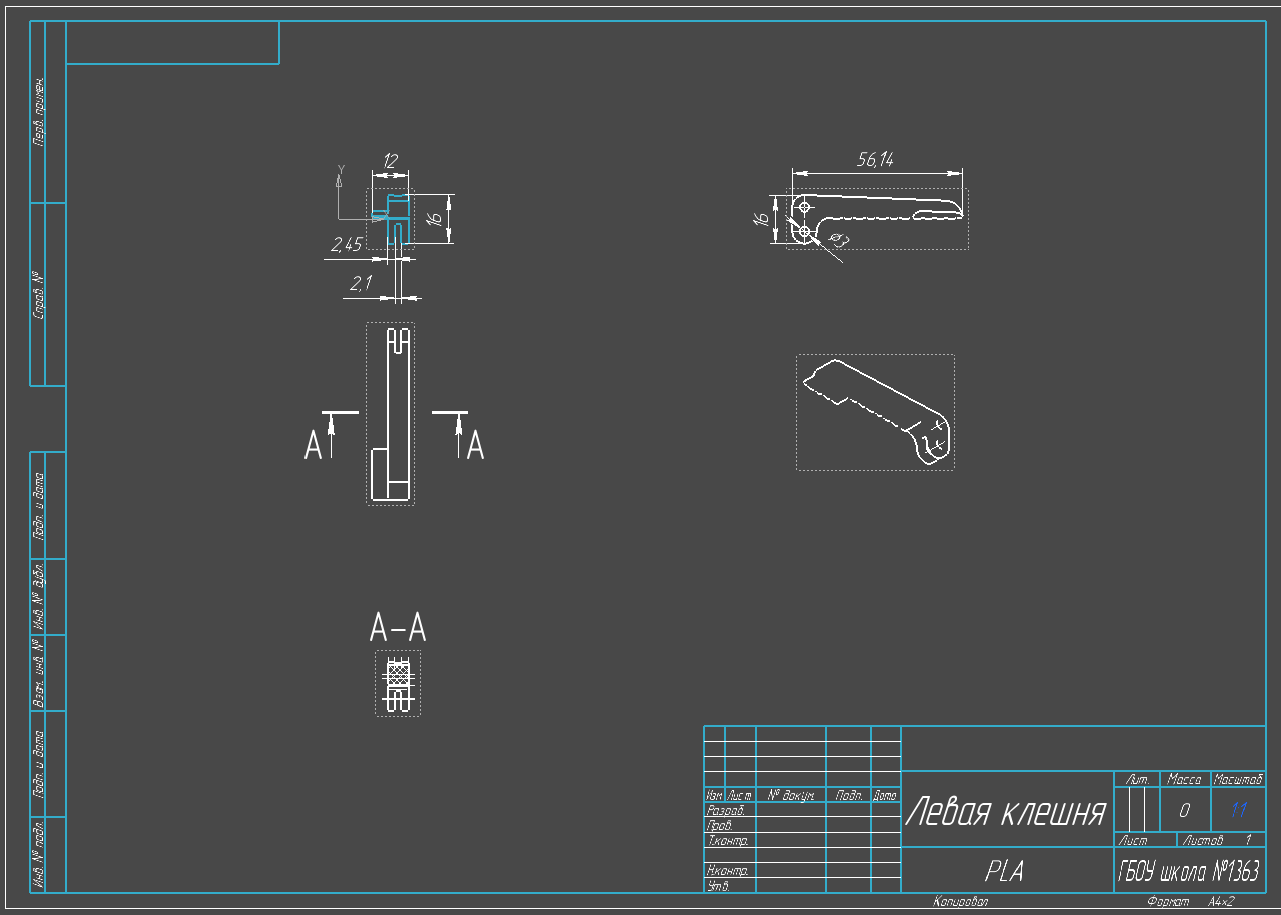 Перв. примен.
Справ. №
Подп. и дата
Инв. № дубл.
Взам. инв. №
Подп. и дата
Инв. № подл.
Y
12
16
2,45
2,1
56,14
16
⌀3
А
А
А-А
Изм Лист № докум. Подп. Дата
Разраб.
Пров.
Т.контр.
Н.контр.
Утв.
Левая клешня
PLA
Лит. Масса Масштаб
0 1:1
Лист Листов 1
ГБОУ школа №1363
Копировал Формат А4х2